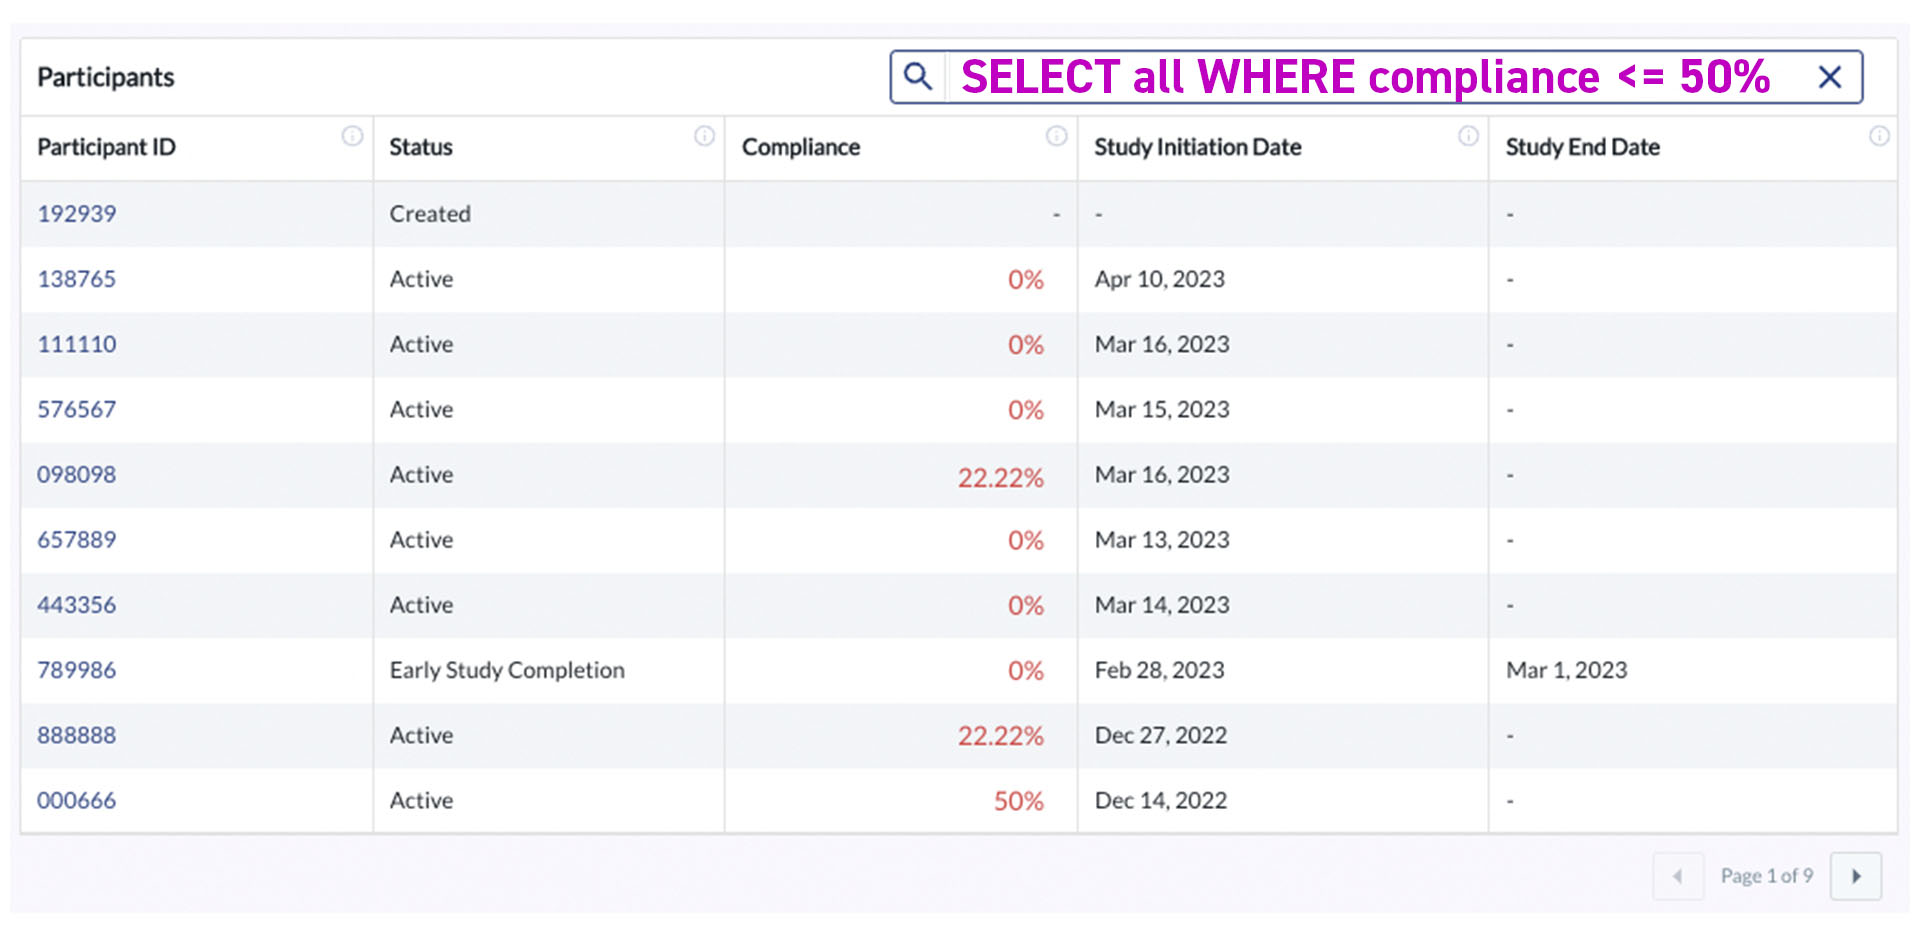 Participants SELECT all WHERE compliance <= 50%
Participant ID Status Compliance Study Initiation Date Study End Date
192939 Created - - -
138765 Active 0% Apr 10, 2023 -
111110 Active 0% Mar 16, 2023 -
576567 Active 0% Mar 15, 2023 -
098098 Active 22.22% Mar 16, 2023 -
657889 Active 0% Mar 13, 2023 -
443356 Active 0% Mar 14, 2023 -
789986 Early Study Completion 0% Feb 28, 2023 Mar 1, 2023
888888 Active 22.22% Dec 27, 2022 -
000666 Active 50% Dec 14, 2022 -
Page 1 of 9